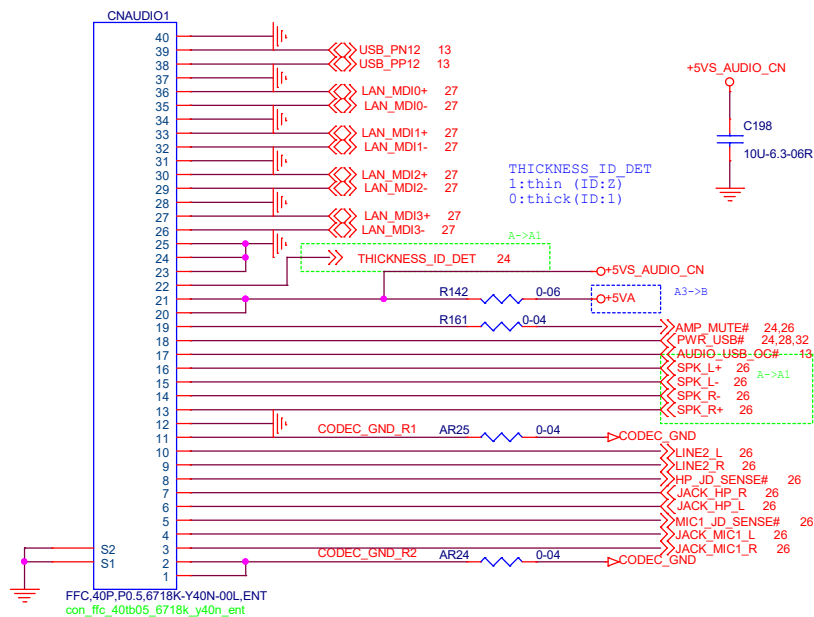 CNAUDIO1
40
39 USB_PN12 13
38 USB_PP12 13
37
36 LAN_MDI0+ 27
35 LAN_MDI0- 27
34
33 LAN_MDI1+ 27
32 LAN_MDI1- 27
31
30 LAN_MDI2+ 27
29 LAN_MDI2- 27
28
27 LAN_MDI3+ 27
26 LAN_MDI3- 27
25
24
23
22
21
20
19
18
17
16
15
14
13
12
11
10
9
8
7
6
5
4
3
2
1
S2
S1
+5VS_AUDIO_CN
C198
10U-6.3-06R
THICKNESS_ID_DET
1:thin (ID:Z)
0:thick(ID:1)
A->A1
THICKNESS_ID_DET 24
+5VS_AUDIO_CN
R142 0-06 +5VA
A3->B
R161 0-04 AMP_MUTE# 24,26
PWR_USB# 24,28,32
AUDIO_USB_OC# 13
SPK_L+ 26
A->A1
SPK_L- 26
SPK_R- 26
SPK_R+ 26
CODEC_GND_R1 AR25 0-04 CODEC_GND
LINE2_L 26
LINE2_R 26
HP_JD_SENSE# 26
JACK_HP_R 26
JACK_HP_L 26
MIC1_JD_SENSE# 26
JACK_MIC1_L 26
JACK_MIC1_R 26
CODEC_GND_R2 AR24 0-04 CODEC_GND
FFC,40P,P0.5,6718K-Y40N-00L,ENT
con_ffc_40tb05_6718k_y40n_ent